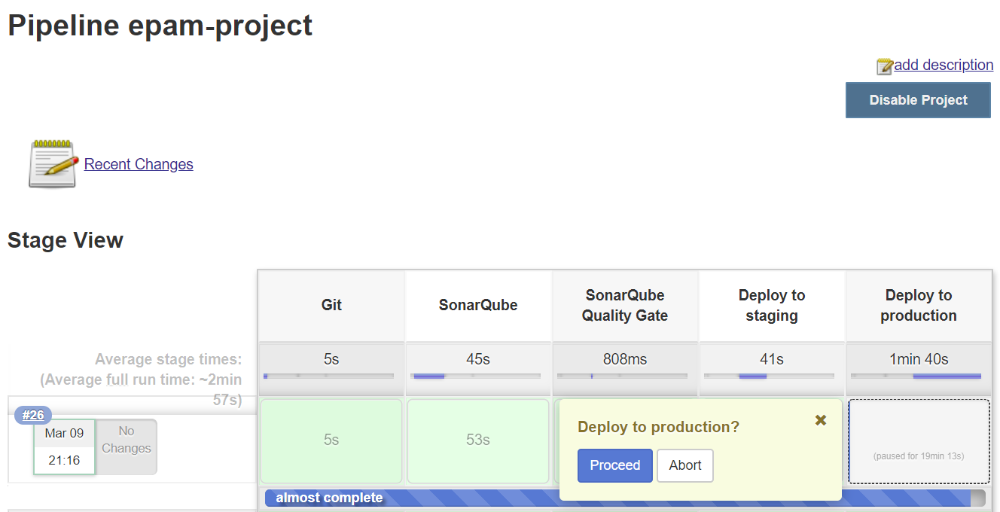 Pipeline epam-project
add description
Disable Project
Recent Changes
Stage View
Git
SonarQube
SonarQube
Quality Gate
Deploy to
staging
Deploy to
production
Average stage times:
(Average full run time: ~2min
57s)
5s
45s
808ms
41s
1min 40s
#26
Mar 09
21:16
No
Changes
5s
53s
Deploy to production?
Proceed
Abort
(paused for 19min 13s)
almost complete